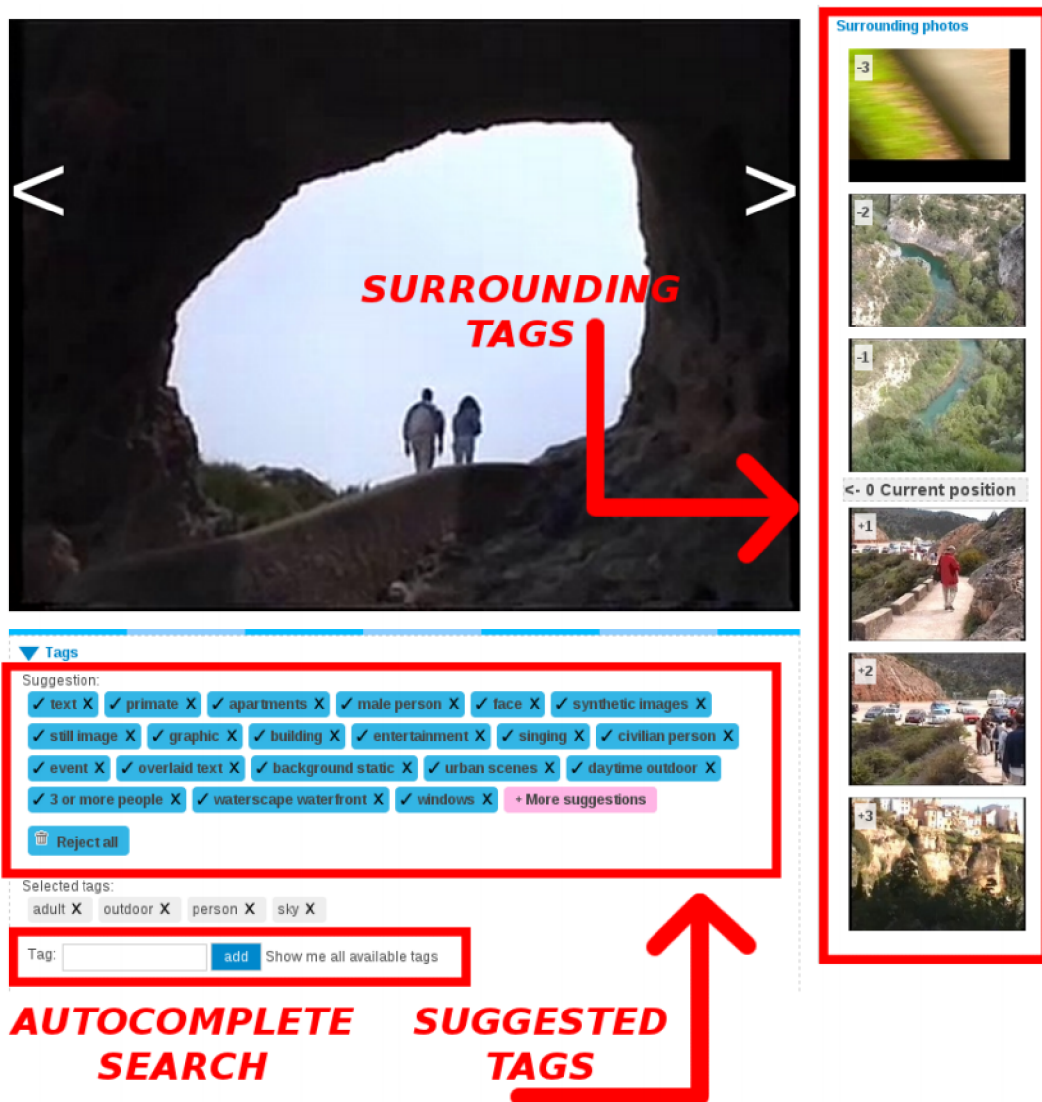 Surrounding photos
-3
-2
-1
<- 0 Current position
+1
+2
+3
< >
SURROUNDING
TAGS
Tags
Suggestion:
✓ text X ✓ primate X ✓ apartments X ✓ male person X ✓ face X ✓ synthetic images X
✓ still image X ✓ graphic X ✓ building X ✓ entertainment X ✓ singing X ✓ civilian person X
✓ event X ✓ overlaid text X ✓ background static X ✓ urban scenes X ✓ daytime outdoor X
✓ 3 or more people X ✓ waterscape waterfront X ✓ windows X + More suggestions
Reject all
Selected tags:
adult X outdoor X person X sky X
Tag: add Show me all available tags
AUTOCOMPLETE
SEARCH
SUGGESTED
TAGS